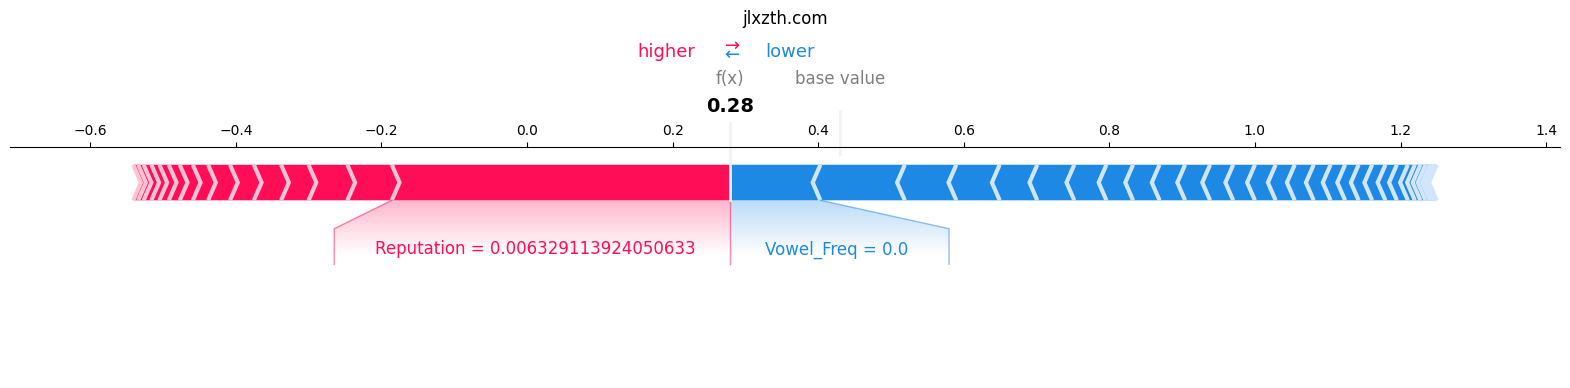 jlxzth.com
higher → lower
←
f(x) base value
0.28
−0.6 −0.4 −0.2 0.0 0.2 0.4 0.6 0.8 1.0 1.2 1.4
Reputation = 0.006329113924050633 Vowel_Freq = 0.0